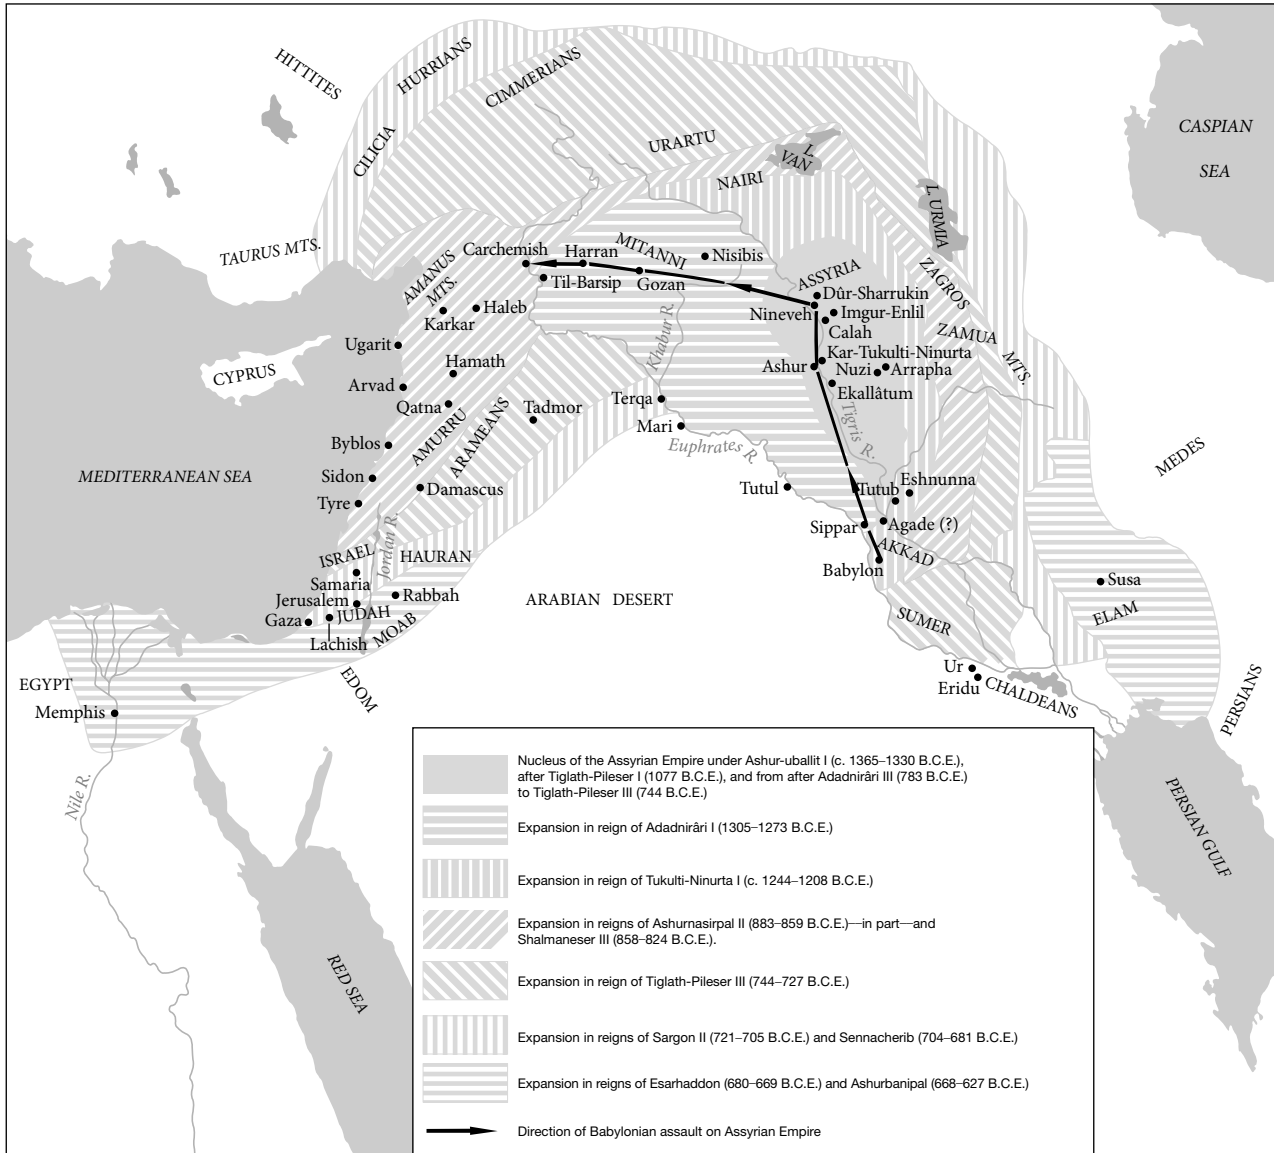 HITTITES
HURRIANS
CIMMERIANS
CILICIA
CASPIAN
SEA
URARTU
L.
VAN
NAIRI
L. URMIA
TAURUS MTS.
Carchemish
Harran
MITANNI
Nisibis
AMANUS
MTS.
Til-Barsip
Gozan
ASSYRIA
ZAGROS
Dûr-Sharrukin
Haleb
Nineveh
Imgur-Enlil
Karkar
Calah
Khabur R.
ZAMUA
Ugarit
Kar-Tukulti-Ninurta
MTS.
CYPRUS
Hamath
Ashur
Nuzi
Arrapha
Arvad
Ekallâtum
Qatna
Tadmor
Terqa
Tigris R.
AMURRU
ARAMEANS
Mari
Byblos
Euphrates R.
MEDES
MEDITERRANEAN SEA
Sidon
Damascus
Tutul
Tutub
Eshnunna
Tyre
Sippar
Agade (?)
Jordan R.
ISRAEL
HAURAN
AKKAD
Babylon
Samaria
Susa
Jerusalem
Rabbah
ARABIAN DESERT
Gaza
JUDAH
SUMER
ELAM
Lachish
MOAB
EGYPT
EDOM
Ur
Eridu
CHALDEANS
PERSIANS
Memphis
Nile R.
PERSIAN GULF
RED SEA
Nucleus of the Assyrian Empire under Ashur-uballit I (c. 1365–1330 B.C.E.),
after Tiglath-Pileser I (1077 B.C.E.), and from after Adadnirâri III (783 B.C.E.)
to Tiglath-Pileser III (744 B.C.E.)
Expansion in reign of Adadnirâri I (1305–1273 B.C.E.)
Expansion in reign of Tukulti-Ninurta I (c. 1244–1208 B.C.E.)
Expansion in reigns of Ashurnasirpal II (883–859 B.C.E.)—in part—and
Shalmaneser III (858–824 B.C.E.).
Expansion in reign of Tiglath-Pileser III (744–727 B.C.E.)
Expansion in reigns of Sargon II (721–705 B.C.E.) and Sennacherib (704–681 B.C.E.)
Expansion in reigns of Esarhaddon (680–669 B.C.E.) and Ashurbanipal (668–627 B.C.E.)
Direction of Babylonian assault on Assyrian Empire